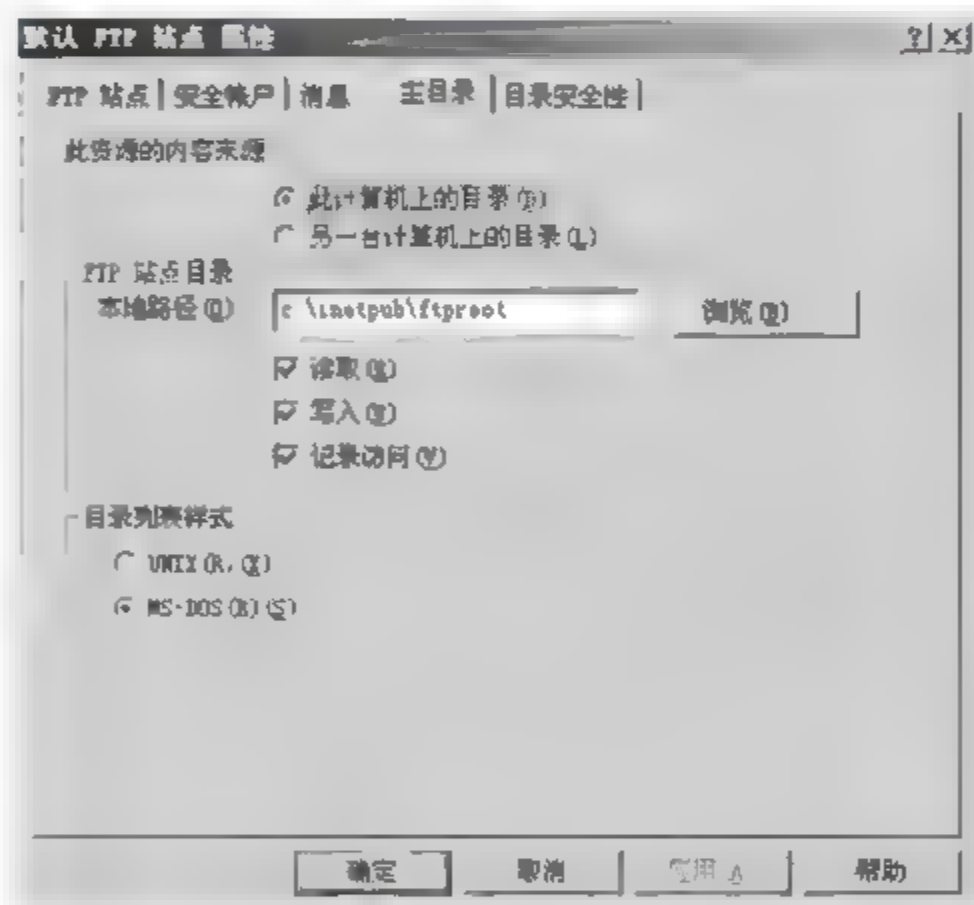 默认 FTP 站点 属性
FTP 站点 安全帐户 消息 主目录 目录安全性
此资源的内容来源
此计算机上的目录(D)
另一台计算机上的目录(L)
FTP 站点目录
本地路径(O) c \inetpub\ftproot 浏览(B)
读取(R)
写入(W)
记录访问(V)
目录列表样式
UNIX(R)(X)
MS-DOS(R)(S)
确定 取消 应用 A 帮助